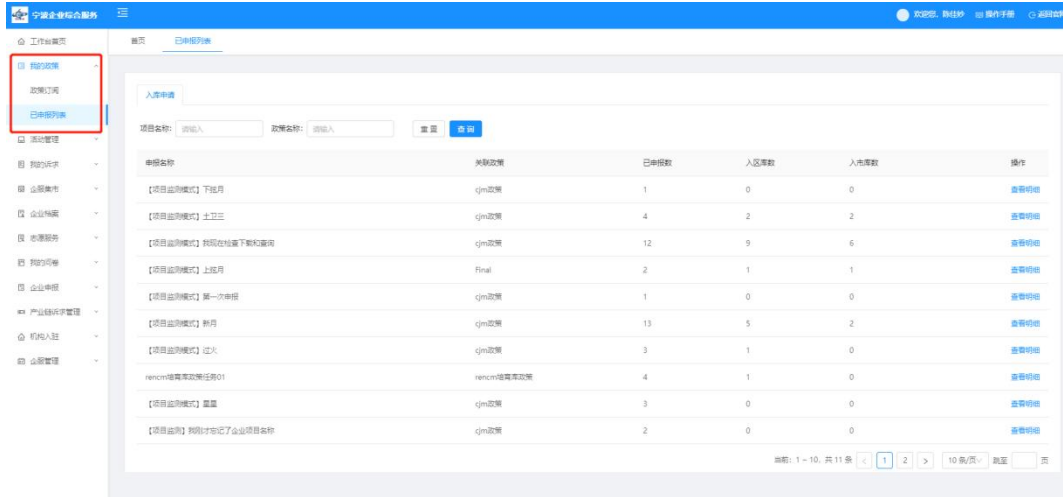 宁波企业综合服务
欢迎您, 陈佳妙 操作手册 返回官网
工作台首页
首页 已申报列表
我的政策
政策订阅
已申报列表
活动管理
我的诉求
企服集市
企业档案
志愿服务
我的问卷
企业申报
产业链诉求管理
机构入驻
企服管理
入库申请
项目名称: 请输入 政策名称: 请输入 重置 查询
申报名称 关联政策 已申报数 入区库数 入市库数 操作
【项目监测模式】下弦月 cjm政策 1 0 0 查看明细
【项目监测模式】土卫三 cjm政策 4 2 2 查看明细
【项目监测模式】我现在检查下载和查询 cjm政策 12 9 6 查看明细
【项目监测模式】上弦月 Final 2 1 1 查看明细
【项目监测模式】第一次申报 cjm政策 1 0 0 查看明细
【项目监测模式】新月 cjm政策 13 5 2 查看明细
【项目监测模式】过火 cjm政策 3 1 0 查看明细
rencm培育库政策任务01 rencm培育库政策 4 1 0 查看明细
【项目监测模式】星星 cjm政策 3 0 0 查看明细
【项目监测】我刚才忘记了企业项目名称 cjm政策 2 0 0 查看明细
当前: 1 ~ 10, 共 11 条 < 1 2 > 10 条/页 跳至 页